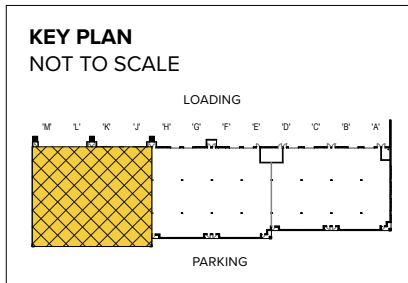 KEY PLAN
NOT TO SCALE
LOADING
'M' 'L' 'K' 'J' 'H' 'G' 'F' 'E' 'D' 'C' 'B' 'A'
PARKING